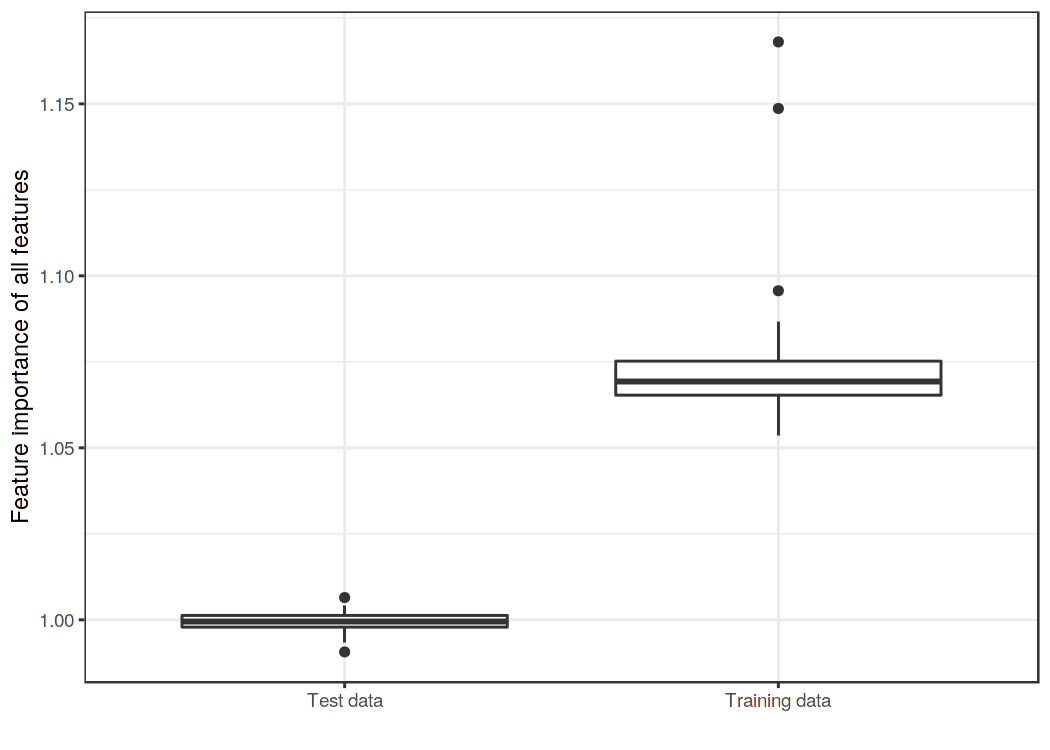 Feature importance of all features
1.15
1.10
1.05
1.00
Test data
Training data